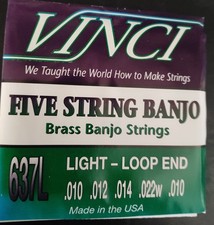 VINCI
We Taught the World How to Make Strings
FIVE STRING BANJO
Brass Banjo Strings
637L
LIGHT – LOOP END
.010 .012 .014 .022w .010
Made in the USA